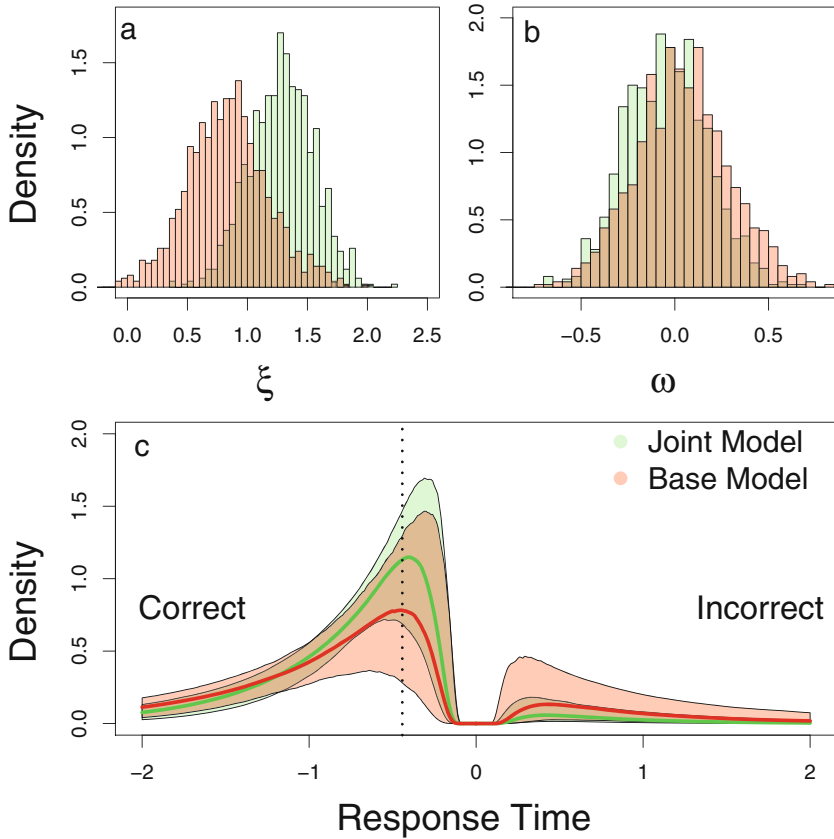 a
Density
0.0 0.5 1.0 1.5
0.0 0.5 1.0 1.5 2.0 2.5
ξ
b
0.0 0.5 1.0 1.5 2.0
−0.5 0.0 0.5
ω
c
Joint Model
Base Model
Correct
Incorrect
Density
0.0 0.5 1.0 1.5 2.0
−2 −1 0 1 2
Response Time